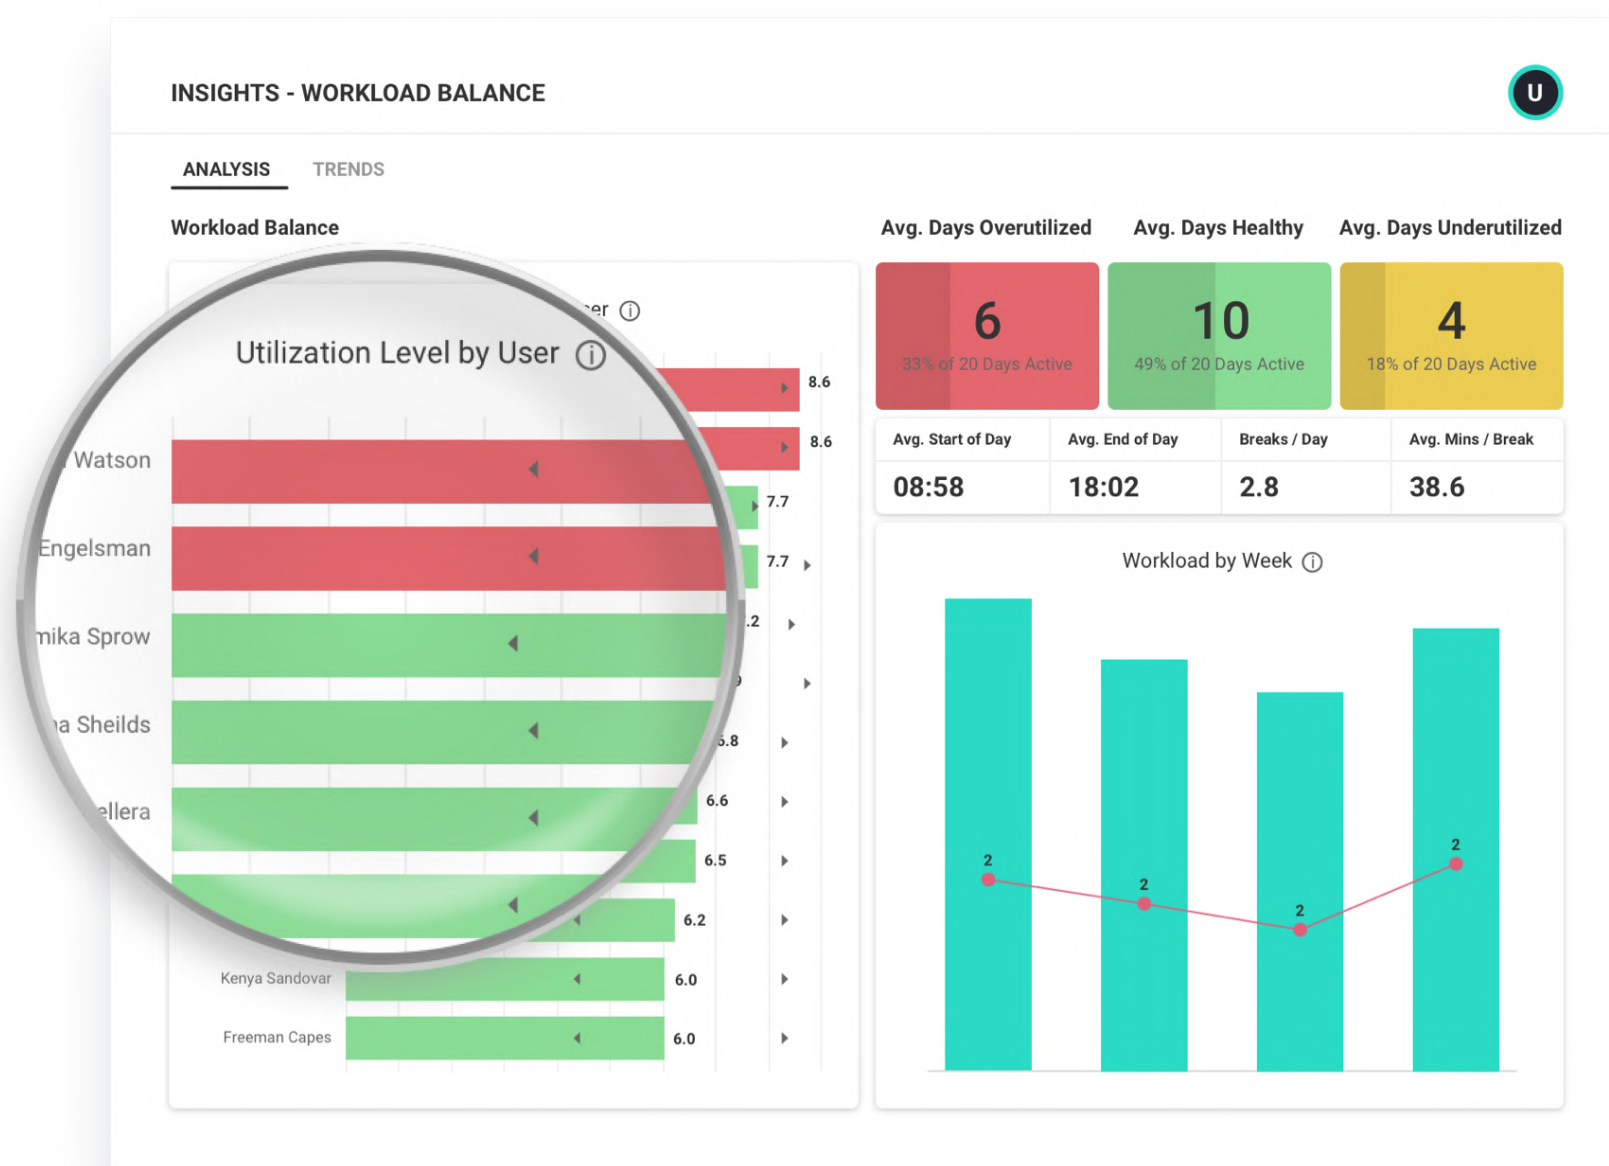 INSIGHTS - WORKLOAD BALANCE
U
ANALYSIS TRENDS
Workload Balance
Utilization Level by User
Watson
Engelsman
Sprow
Sheilds
8.6
8.6
7.7
7.7
6.6
6.5
6.2
Kenya Sandovar 6.0
Freeman Capes 6.0
Avg. Days Overutilized
6
33% of 20 Days Active
Avg. Days Healthy
10
49% of 20 Days Active
Avg. Days Underutilized
4
18% of 20 Days Active
Avg. Start of Day Avg. End of Day Breaks / Day Avg. Mins / Break
08:58 18:02 2.8 38.6
Workload by Week
2 2 2 2